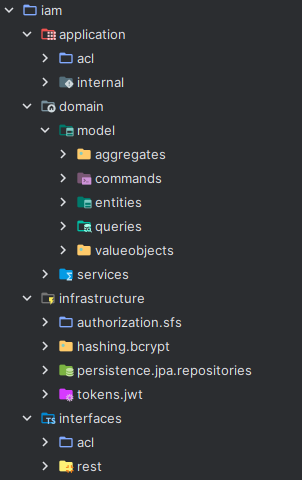 iam
application
acl
internal
domain
model
aggregates
commands
entities
queries
valueobjects
services
infrastructure
authorization.sfs
hashing.bcrypt
persistence.jpa.repositories
tokens.jwt
interfaces
acl
rest